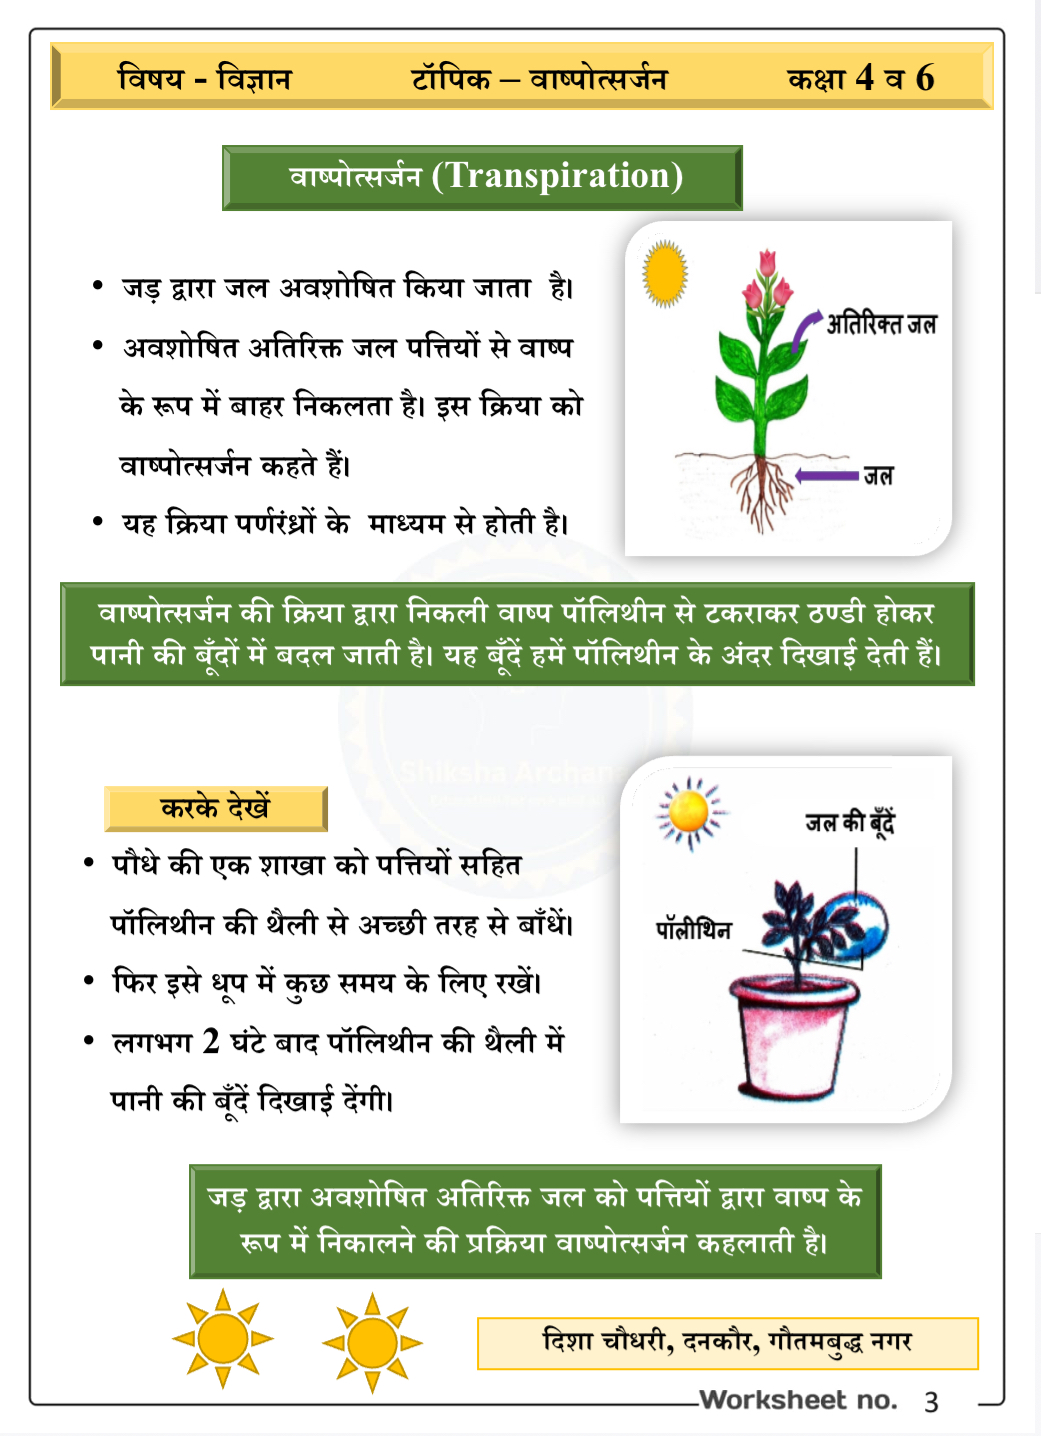 विषय - विज्ञान टॉपिक – वाष्पोत्सर्जन कक्षा 4 व 6
वाष्पोत्सर्जन (Transpiration)
• जड़ द्वारा जल अवशोषित किया जाता है।
• अवशोषित अतिरिक्त जल पत्तियों से वाष्प
के रूप में बाहर निकलता है। इस क्रिया को
वाष्पोत्सर्जन कहते हैं।
• यह क्रिया पर्णरंध्रों के माध्यम से होती है।
अतिरिक्त जल
जल
वाष्पोत्सर्जन की क्रिया द्वारा निकली वाष्प पॉलिथीन से टकराकर ठण्डी होकर
पानी की बूँदों में बदल जाती है। यह बूँदें हमें पॉलिथीन के अंदर दिखाई देती हैं।
Shiksha Archan
करके देखें
• पौधे की एक शाखा को पत्तियों सहित
पॉलिथीन की थैली से अच्छी तरह से बाँधें।
• फिर इसे धूप में कुछ समय के लिए रखें।
• लगभग 2 घंटे बाद पॉलिथीन की थैली में
पानी की बूँदें दिखाई देंगी।
जल की बूँदें
पॉलीथिन
जड़ द्वारा अवशोषित अतिरिक्त जल को पत्तियों द्वारा वाष्प के
रूप में निकालने की प्रक्रिया वाष्पोत्सर्जन कहलाती है।
दिशा चौधरी, दनकौर, गौतमबुद्ध नगर
Worksheet no. 3